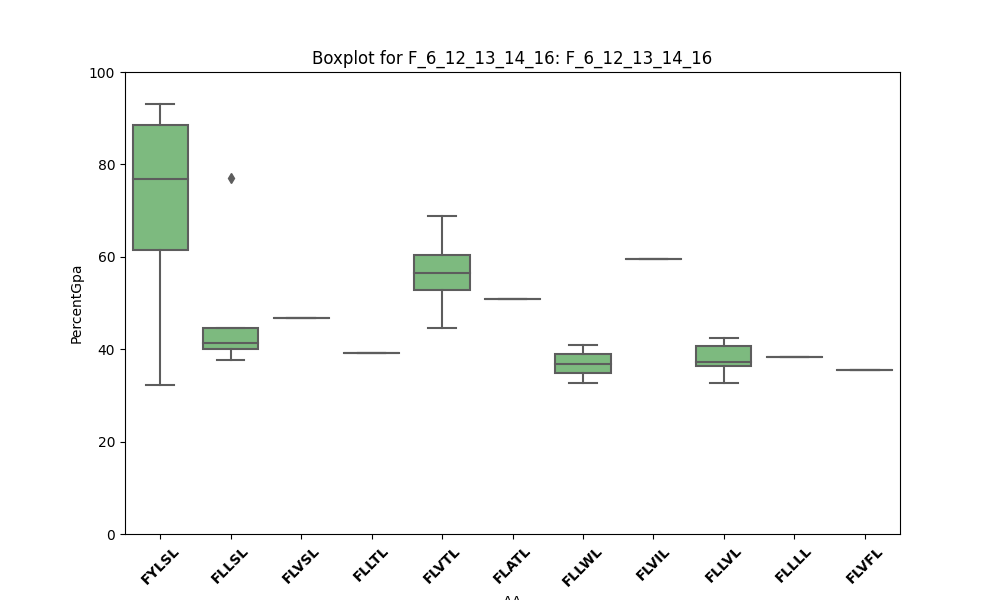 Boxplot for F_6_12_13_14_16: F_6_12_13_14_16
100
80
60
40
20
0
PercentGpa
FYLSL
FLLSL
FLVSL
FLLTL
FLVTL
FLATL
FLLWL
FLVIL
FLLVL
FLLLL
FLVFL
AA